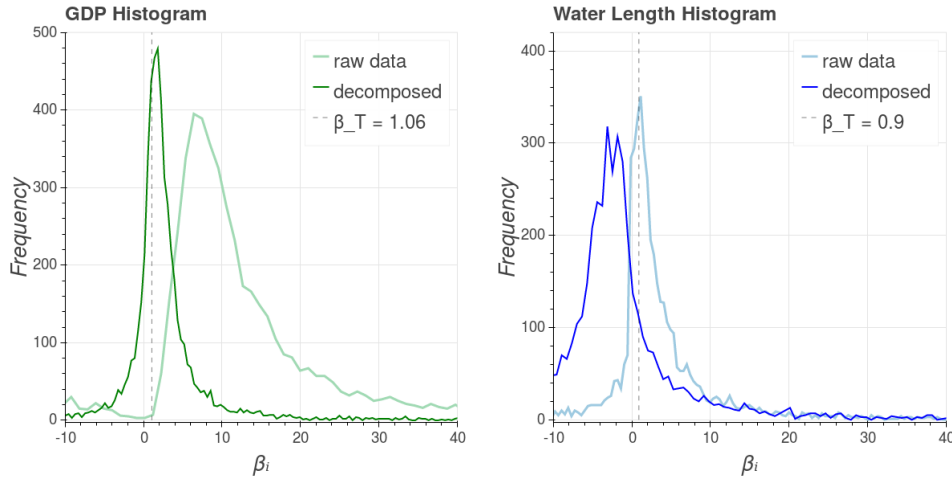 GDP Histogram
500
400
300
200
100
0
Frequency
-10
0
10
20
30
40
βᵢ
raw data
decomposed
β_T = 1.06
Water Length Histogram
400
300
200
100
0
Frequency
-10
0
10
20
30
40
βᵢ
raw data
decomposed
β_T = 0.9